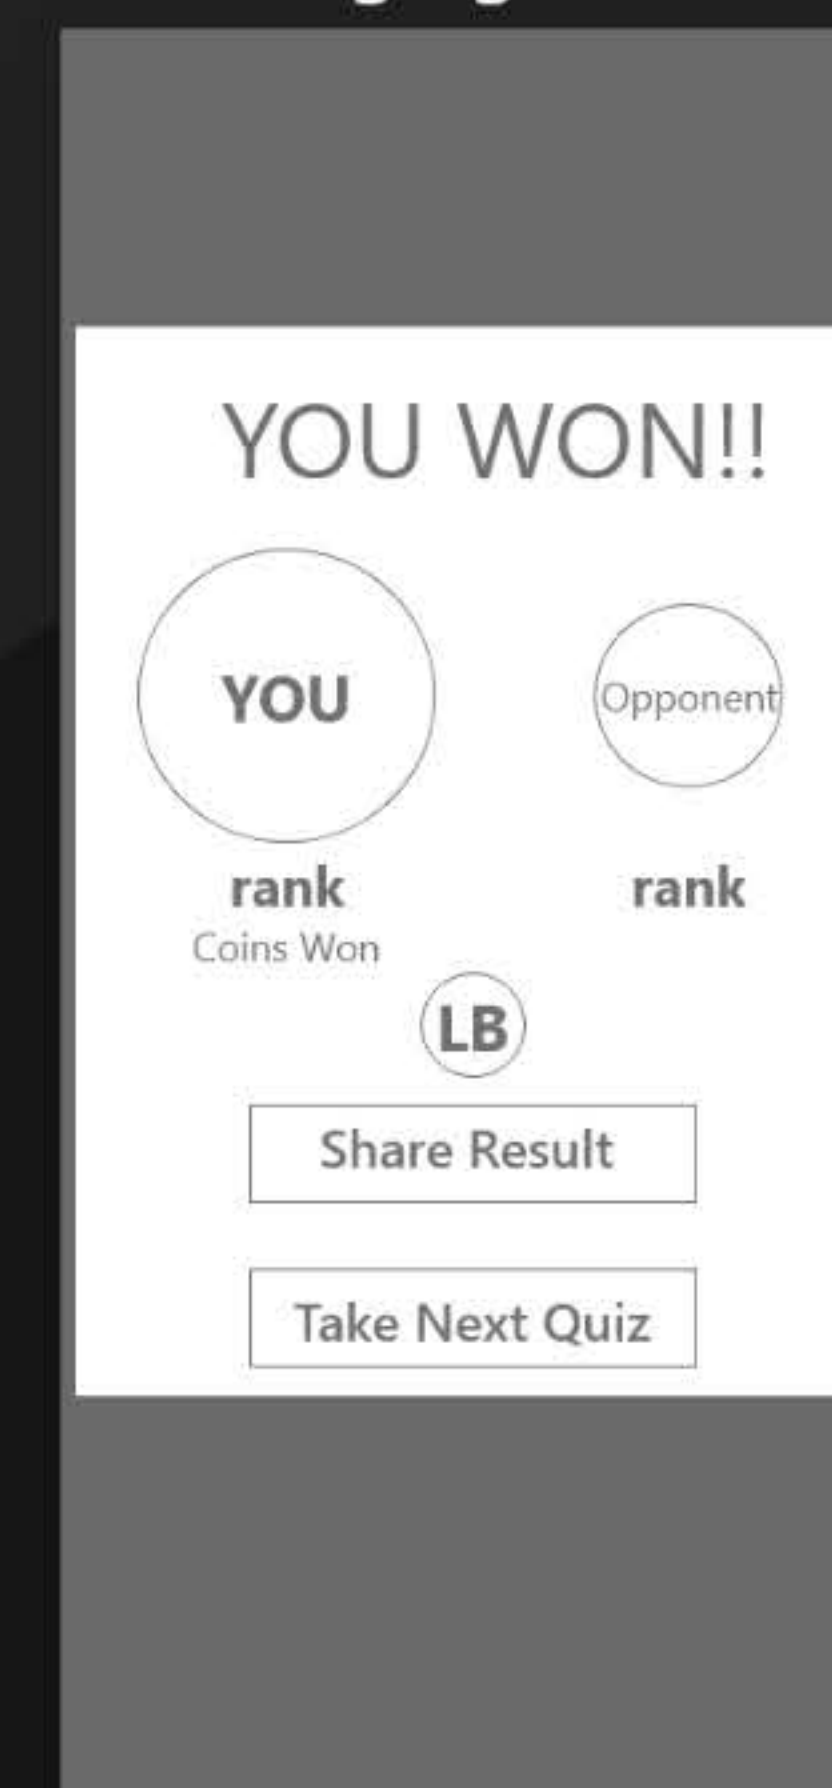 YOU WON!!
YOU
Opponent
rank
rank
Coins Won
LB
Share Result
Take Next Quiz